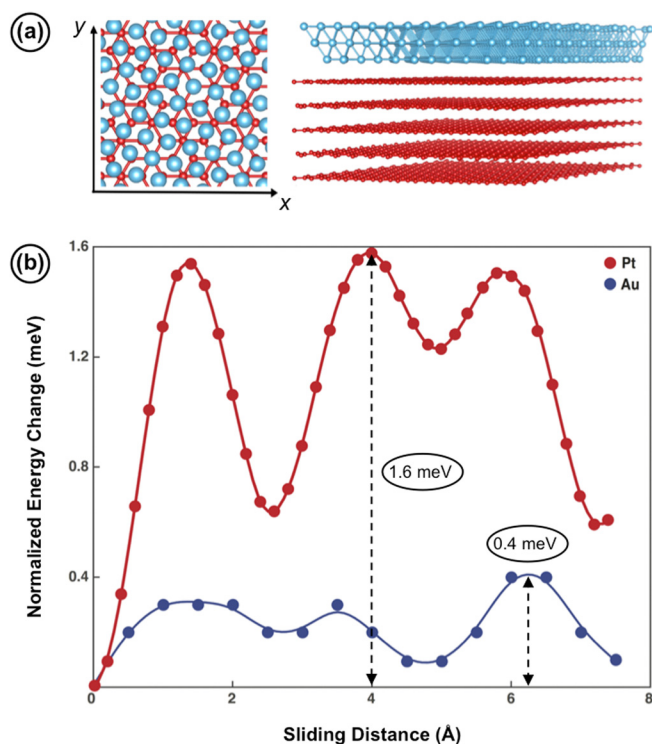 (a)
y
x
(b)
1.6
1.2
0.8
0.4
0
2
4
6
8
Normalized Energy Change (meV)
Sliding Distance (Å)
Pt
Au
1.6 meV
0.4 meV